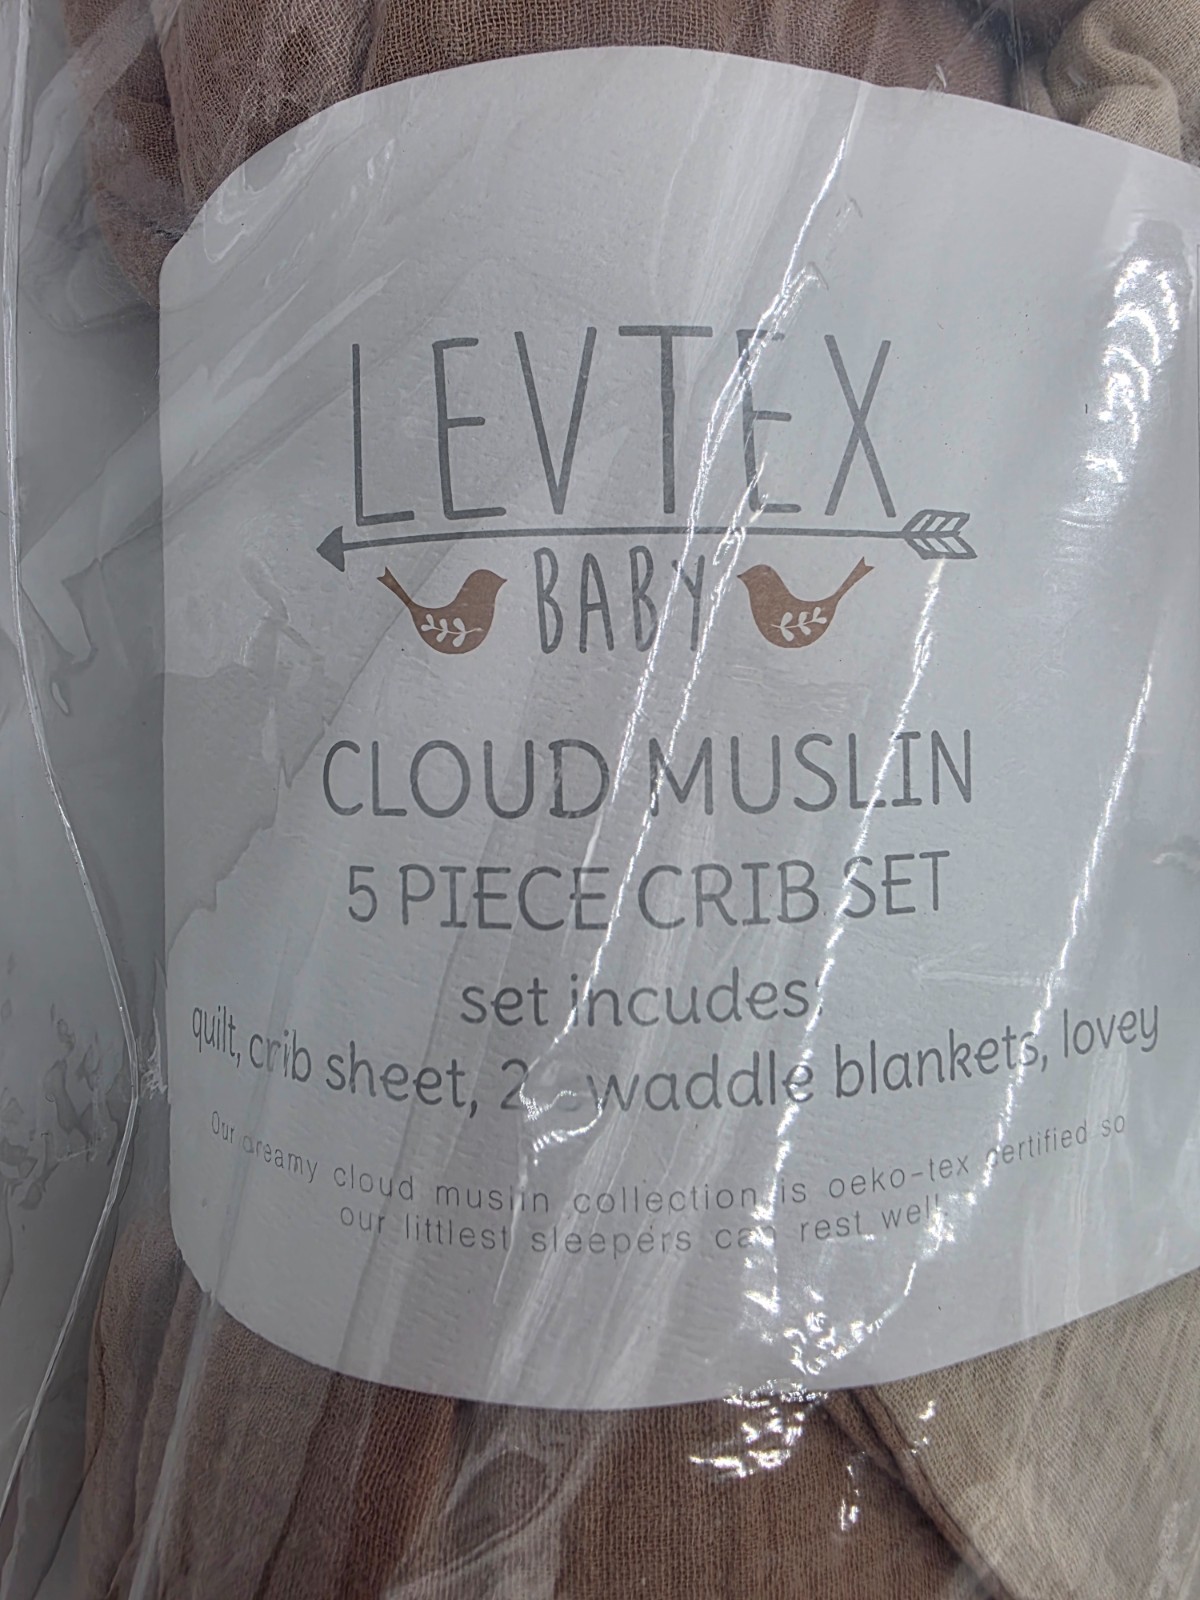 LEVTEX
BABY
CLOUD MUSLIN
5 PIECE CRIB SET
set incudes:
quilt, crib sheet, 2 swaddle blankets, lovey
Our dreamy cloud muslin collection is oeko-tex certified so
our littlest sleepers can rest well.